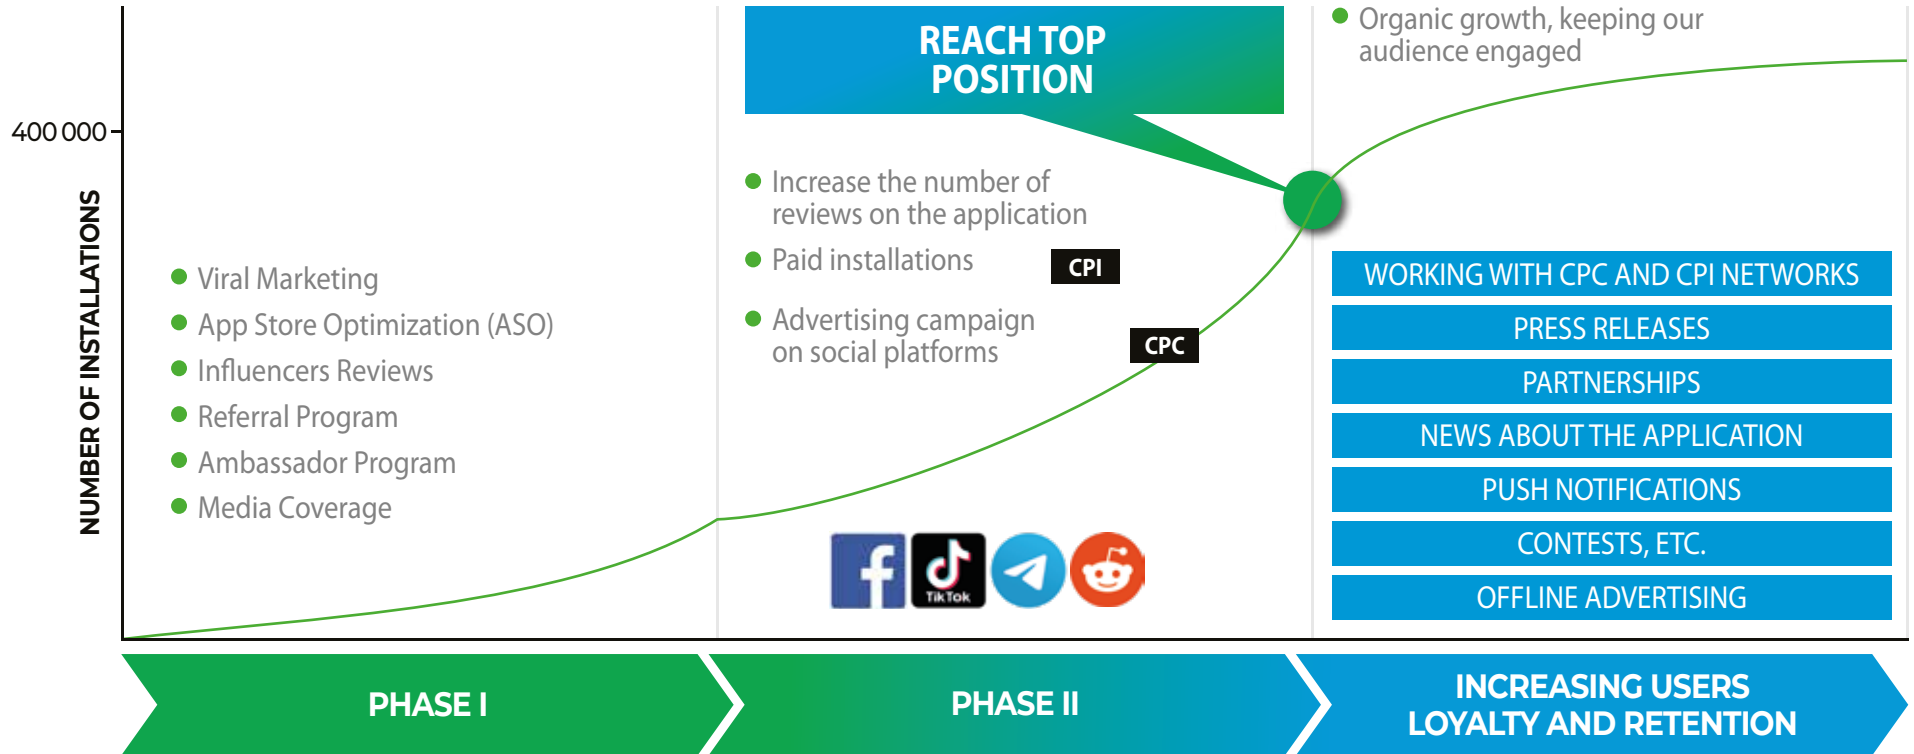 400 000
NUMBER OF INSTALLATIONS
Viral Marketing
App Store Optimization (ASO)
Influencers Reviews
Referral Program
Ambassador Program
Media Coverage
REACH TOP
POSITION
Increase the number of
reviews on the application
Paid installations
CPI
Advertising campaign
on social platforms
CPC
TikTok
Organic growth, keeping our
audience engaged
WORKING WITH CPC AND CPI NETWORKS
PRESS RELEASES
PARTNERSHIPS
NEWS ABOUT THE APPLICATION
PUSH NOTIFICATIONS
CONTESTS, ETC.
OFFLINE ADVERTISING
PHASE I
PHASE II
INCREASING USERS
LOYALTY AND RETENTION